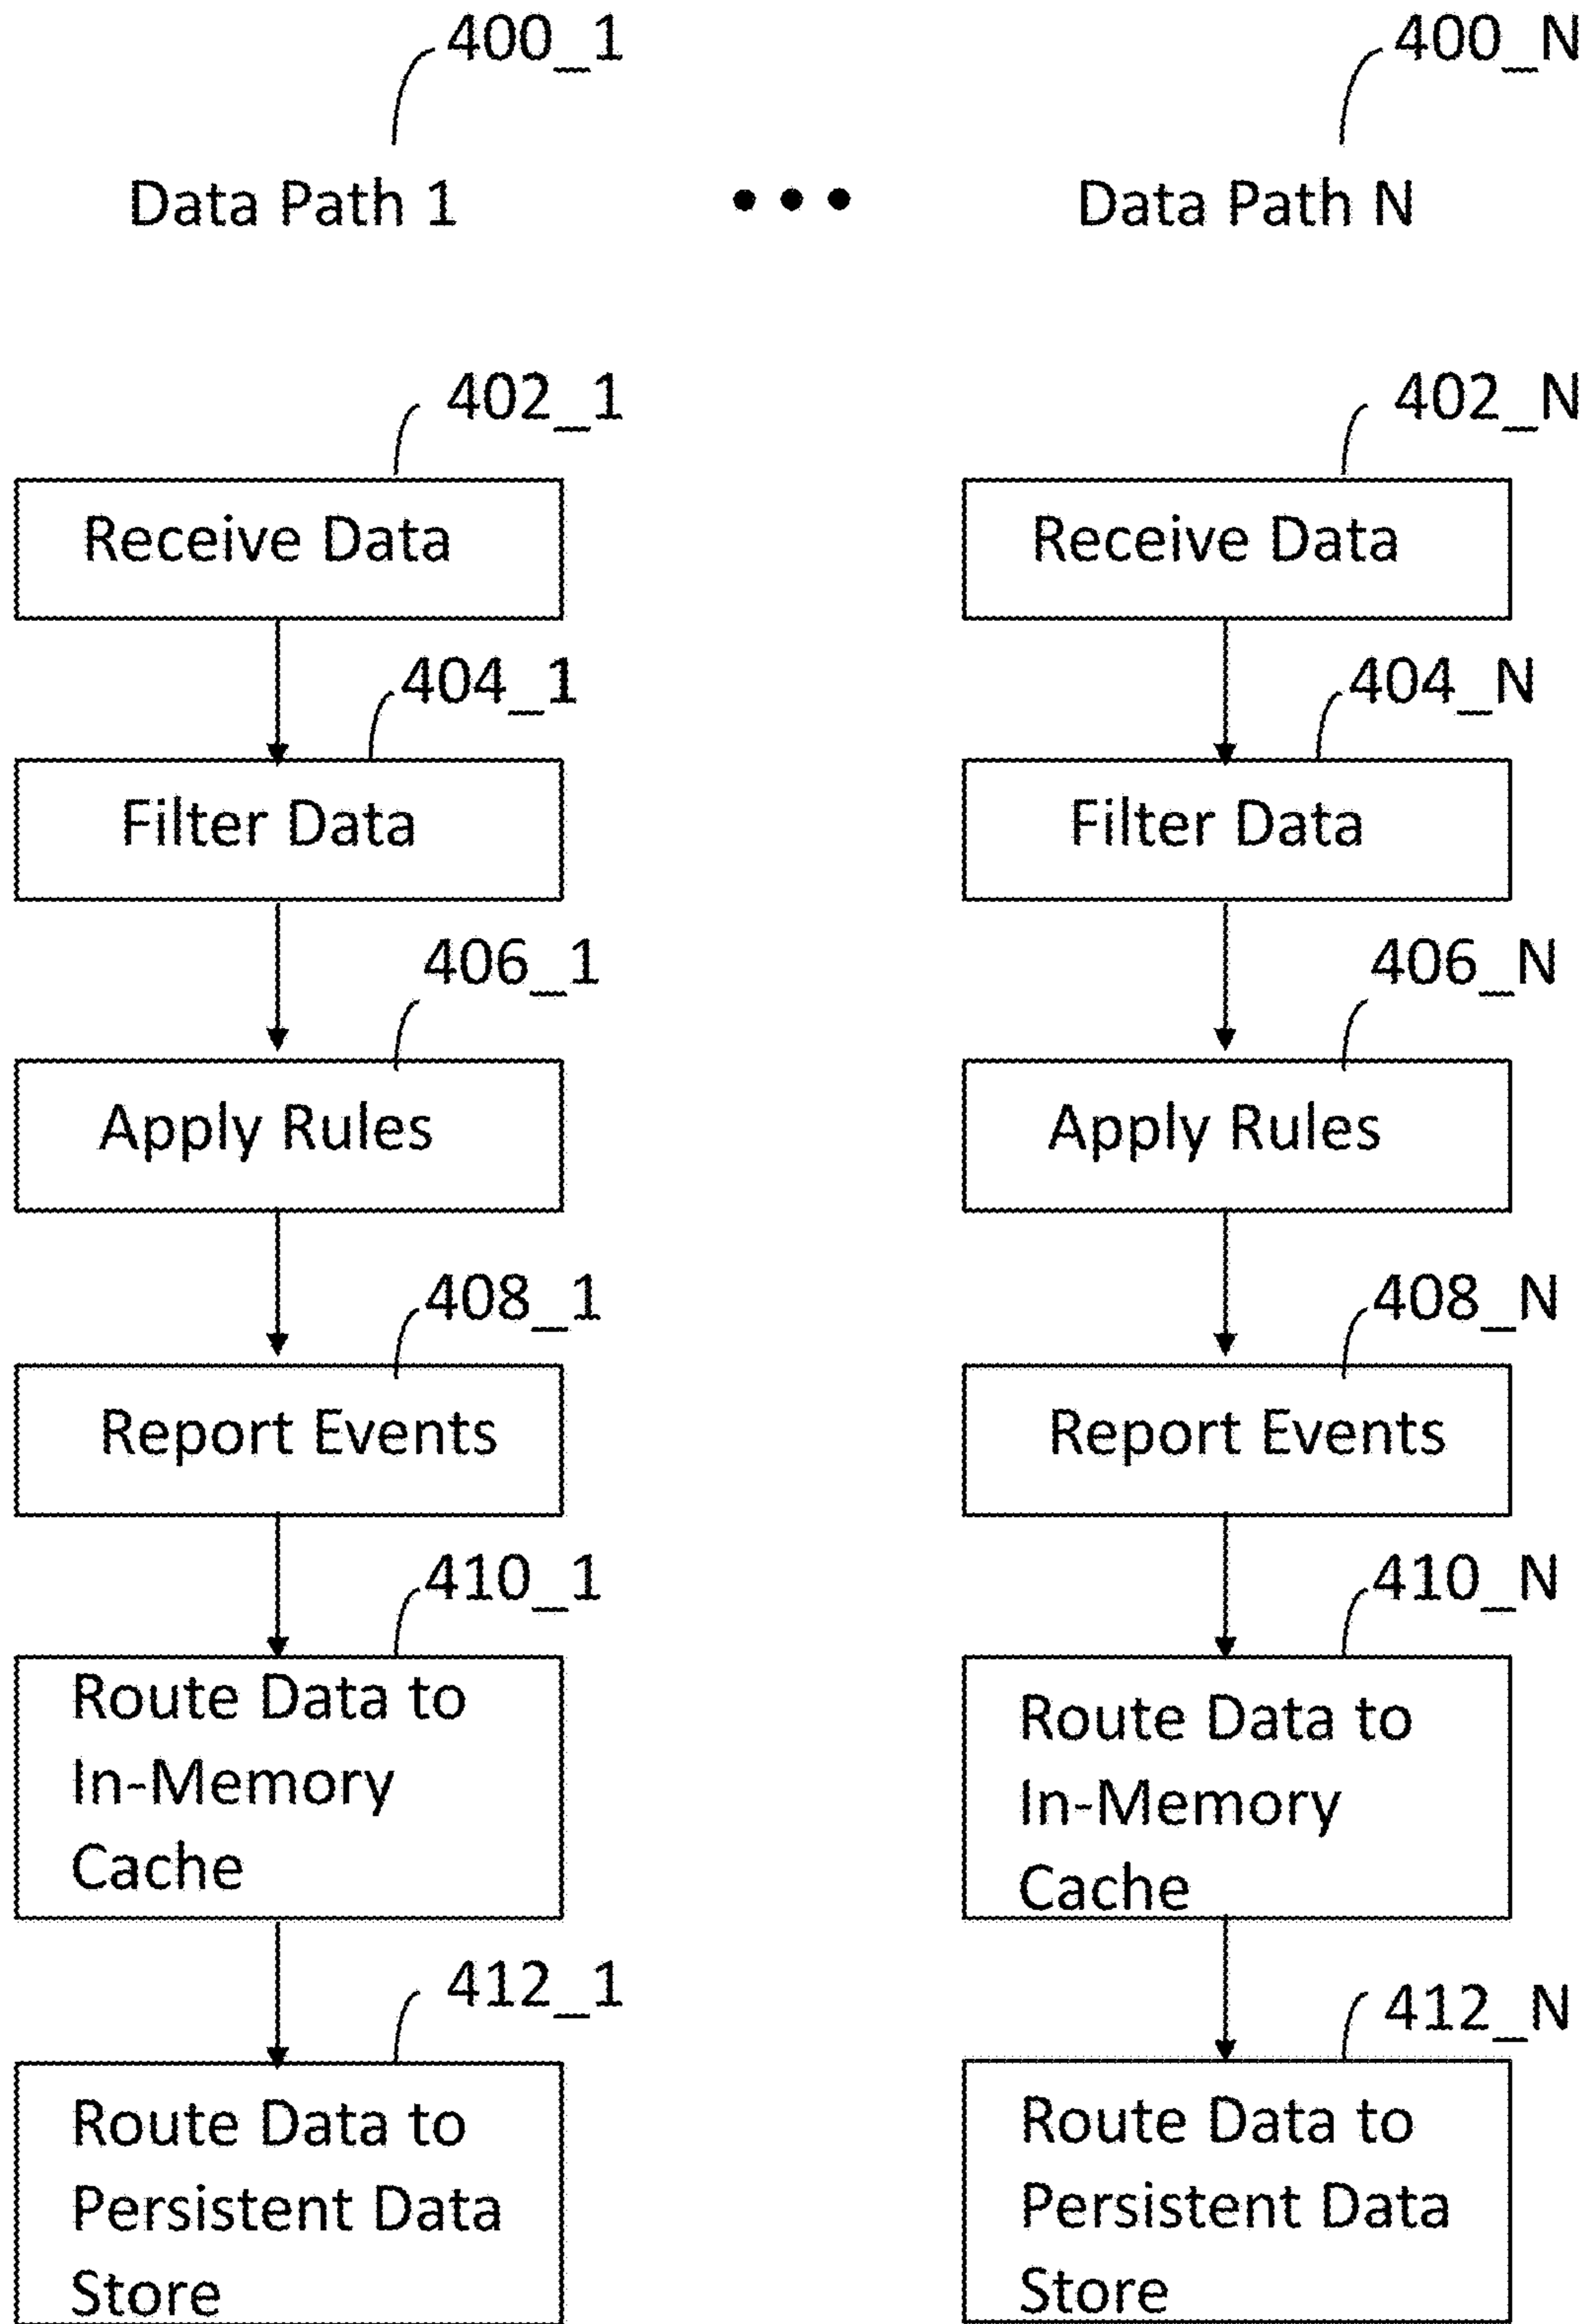 400_1
400_N
Data Path 1
• • •
Data Path N
402_1
Receive Data
404_1
Filter Data
406_1
Apply Rules
408_1
Report Events
410_1
Route Data to
In-Memory
Cache
412_1
Route Data to
Persistent Data
Store
402_N
Receive Data
404_N
Filter Data
406_N
Apply Rules
408_N
Report Events
410_N
Route Data to
In-Memory
Cache
412_N
Route Data to
Persistent Data
Store